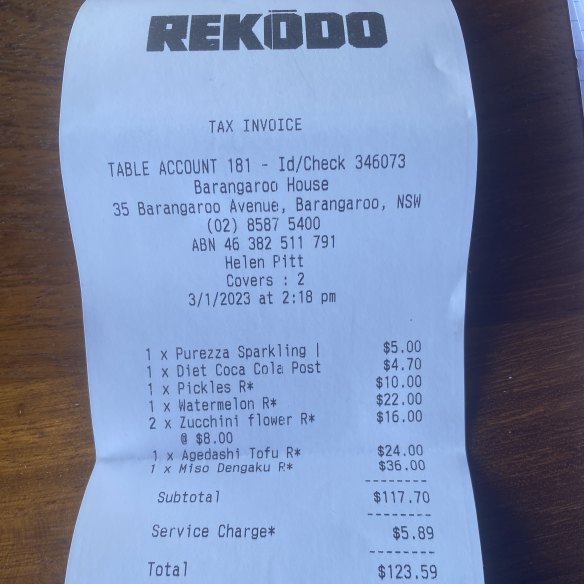 REKŌDO
TAX INVOICE
TABLE ACCOUNT 181 - Id/Check 346073
Barangaroo House
35 Barangaroo Avenue, Barangaroo, NSW
(02) 8587 5400
ABN 46 382 511 791
Helen Pitt
Covers : 2
3/1/2023 at 2:18 pm
1 x Purezza Sparkling | $5.00
1 x Diet Coca Cola Post $4.70
1 x Pickles R* $10.00
1 x Watermelon R* $22.00
2 x Zucchini flower R* $16.00
@ $8.00
1 x Agedashi Tofu R* $24.00
1 x Miso Dengaku R* $36.00
--------
Subtotal $117.70
--------
Service Charge* $5.89
--------
Total $123.59